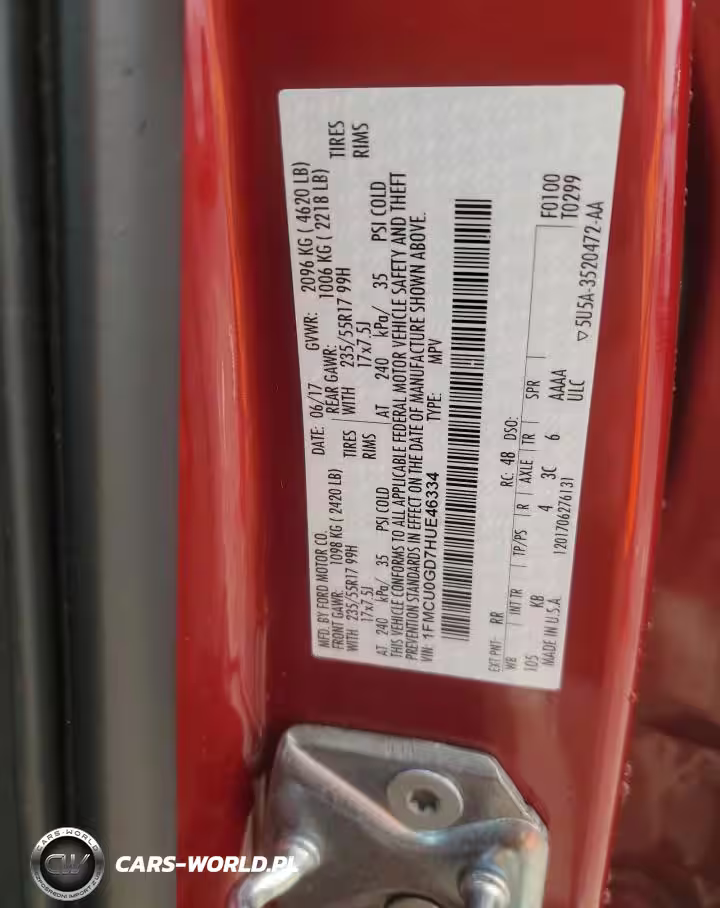 MFD. BY FORD MOTOR CO.
DATE: 06/17 GVWR: 2096 KG ( 4620 LB)
FRONT GAWR: 1098 KG ( 2420 LB) REAR GAWR: 1006 KG ( 2218 LB)
WITH 235/55R17 99H TIRES WITH 235/55R17 99H TIRES
17x7.5J RIMS 17x7.5J RIMS
AT 240 kPa/ 35 PSI COLD AT 240 kPa/ 35 PSI COLD
THIS VEHICLE CONFORMS TO ALL APPLICABLE FEDERAL MOTOR VEHICLE SAFETY AND THEFT
PREVENTION STANDARDS IN EFFECT ON THE DATE OF MANUFACTURE SHOWN ABOVE.
VIN: 1FMCU0GD7HUE46334 TYPE: MPV
EXT PNT: RR RC: 48 DSO: F0100
WB INT TR TP/PS R AXLE TR SPR T0299
105 KB 4 3C 6 AAAA
MADE IN U.S.A. 1201706276131 ULC ▽5U5A-3520472-AA
CARS-WORLD
CW
BEZPOŚREDNI IMPORT Z U
CARS-WORLD.PL